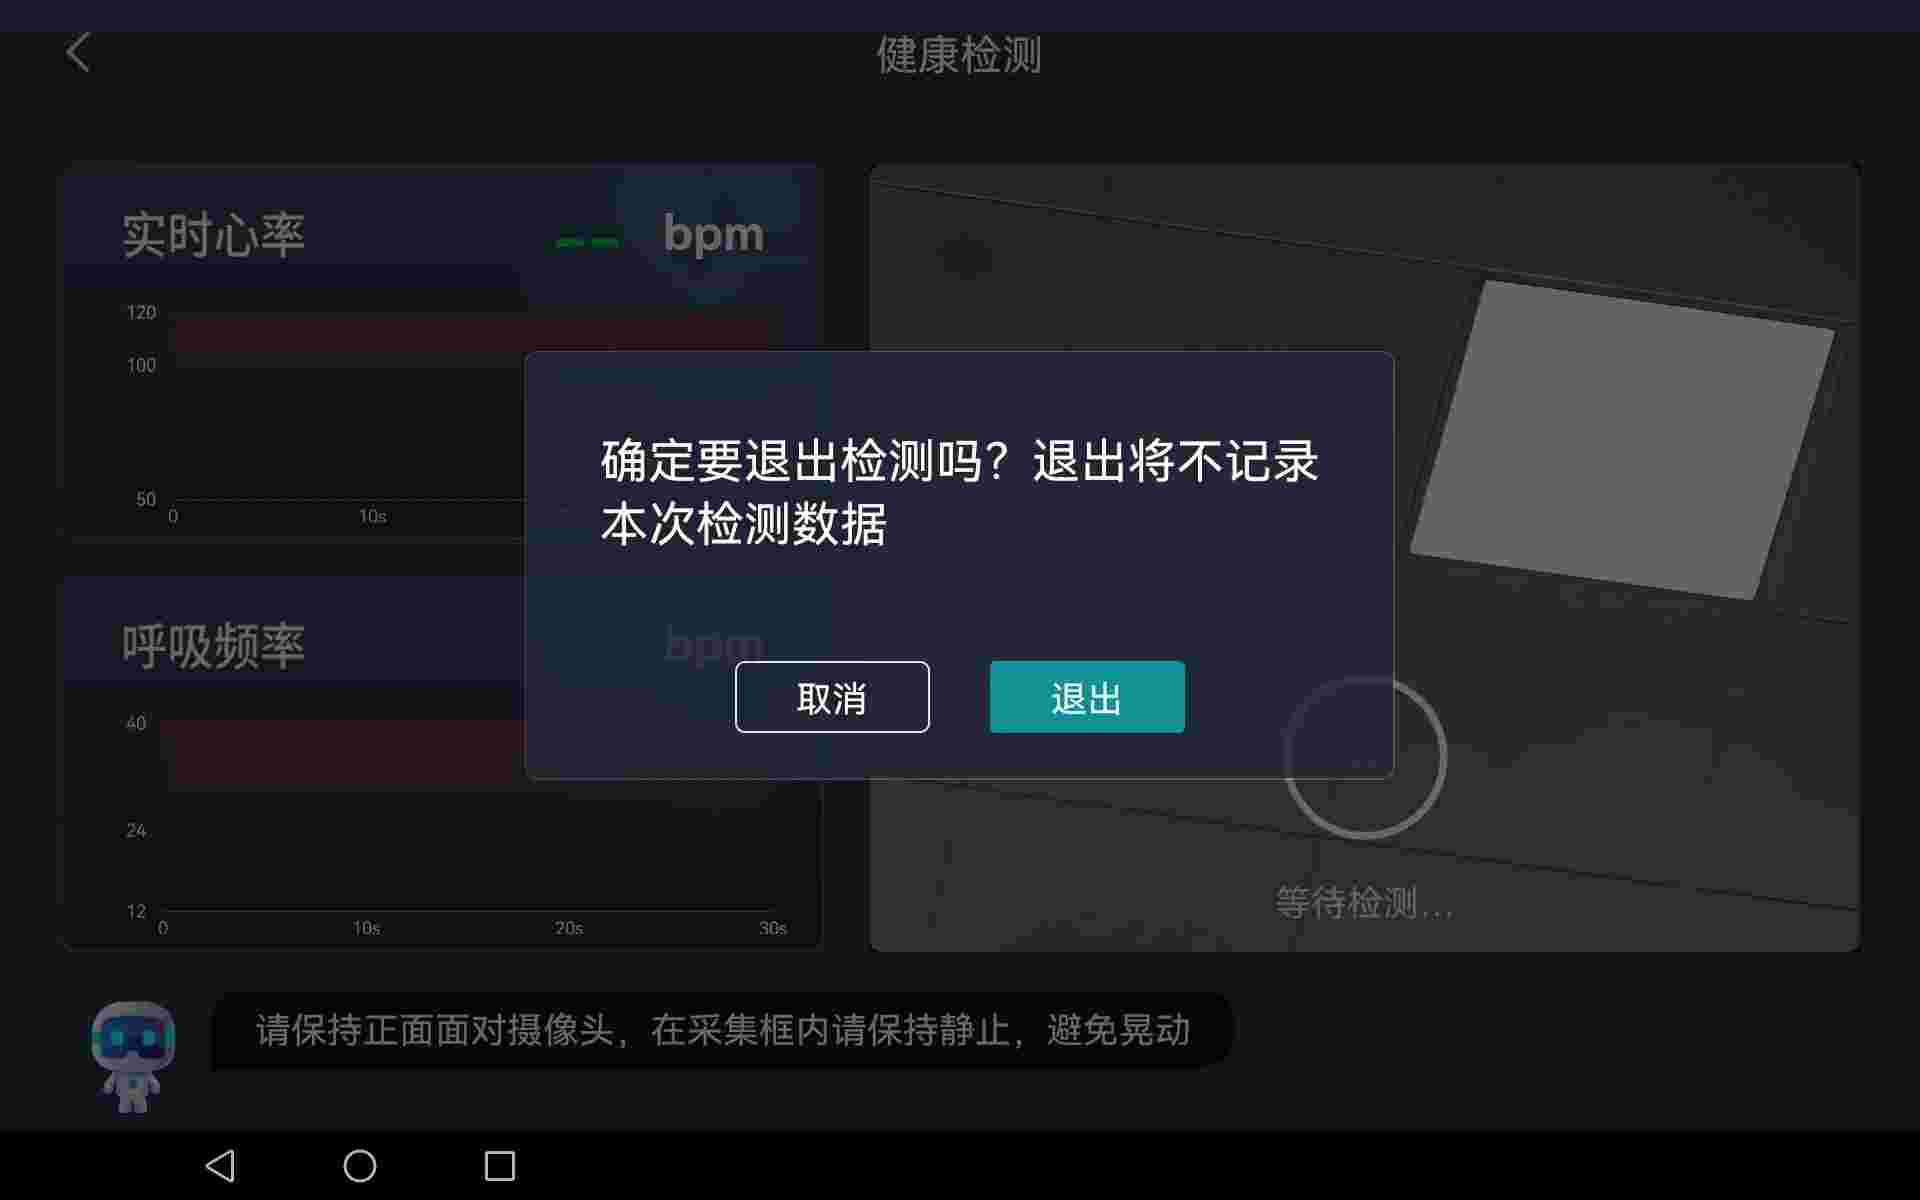 健康检测
实时心率
-- bpm
120
100
50
0 10s
确定要退出检测吗？退出将不记录
本次检测数据
取消 退出
呼吸频率
bpm
40
24
12
0 10s 20s 30s
等待检测...
请保持正面面对摄像头，在采集框内请保持静止，避免晃动